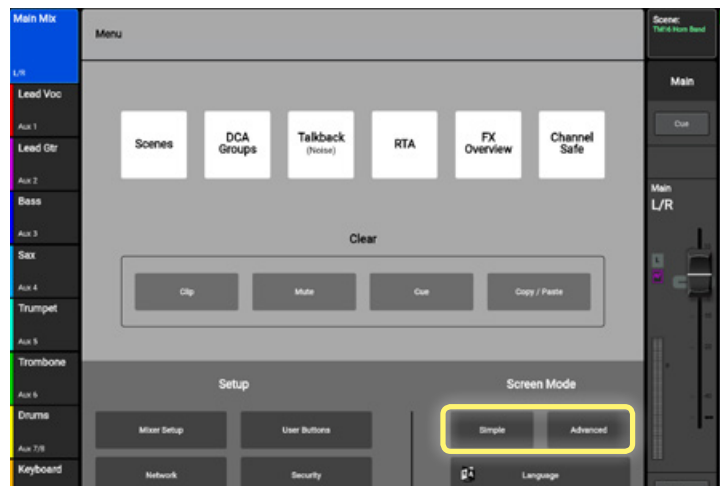 Main Mix
L/R
Lead Voc
Aux 1
Lead Gtr
Aux 2
Bass
Aux 3
Sax
Aux 4
Trumpet
Aux 5
Trombone
Aux 6
Drums
Aux 7/8
Keyboard
Menu
Scenes
DCA
Groups
Talkback
(Noise)
RTA
FX
Overview
Channel
Safe
Clear
Clip
Mute
Cue
Copy / Paste
Setup
Mixer Setup
User Buttons
Network
Security
Screen Mode
Simple
Advanced
Language
Scene:
TM16 Horn Band
Main
Cue
Main
L/R